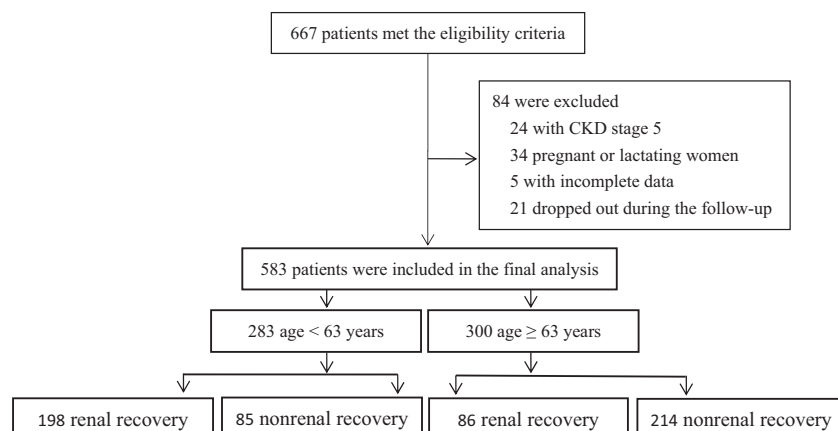 667 patients met the eligibility criteria
84 were excluded
24 with CKD stage 5
34 pregnant or lactating women
5 with incomplete data
21 dropped out during the follow-up
583 patients were included in the final analysis
283 age < 63 years
300 age ≥ 63 years
198 renal recovery
85 nonrenal recovery
86 renal recovery
214 nonrenal recovery